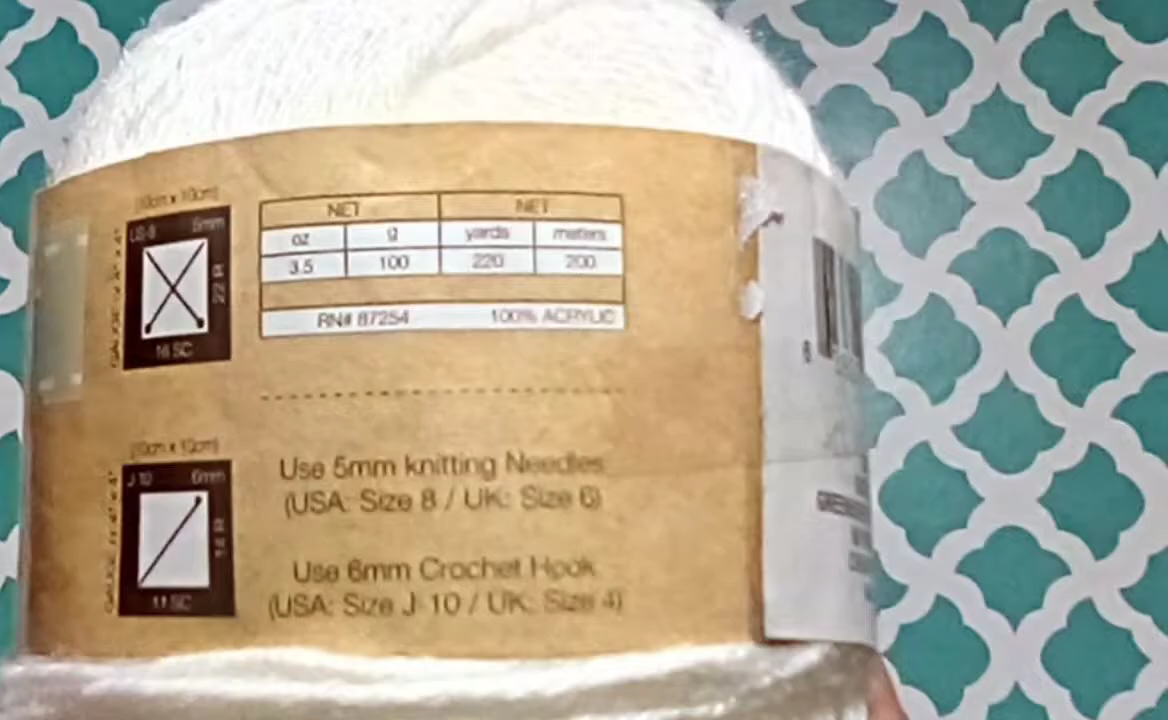 (10cm x 10cm)
US-8 5mm
22 R
16 SC
NET NET
oz g yards meters
3.5 100 220 200
RN# 87254 100% ACRYLIC
(10cm x 10cm)
J-10 6mm
14 R
11 SC
Use 5mm knitting Needles
(USA: Size 8 / UK: Size 6)
Use 6mm Crochet Hook
(USA: Size J-10 / UK: Size 4)